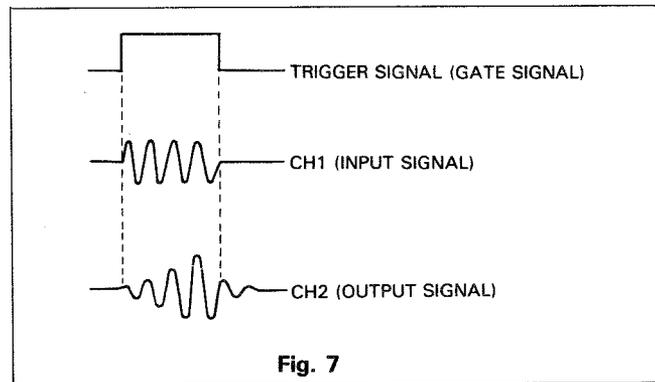 TRIGGER SIGNAL (GATE SIGNAL)
CH1 (INPUT SIGNAL)
CH2 (OUTPUT SIGNAL)
Fig. 7